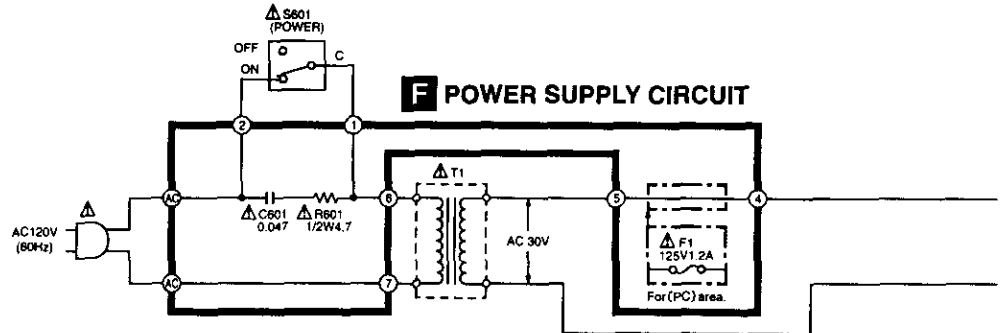 ⚠ S601
(POWER)
OFF
ON
C
F POWER SUPPLY CIRCUIT
2
1
⚠
AC120V
(60Hz)
AC
⚠ C601
0.047
⚠ R601
1/2W4.7
6
⚠ T1
AC 30V
5
⚠ F1
125V1.2A
For(PC) area.
4
AC
7